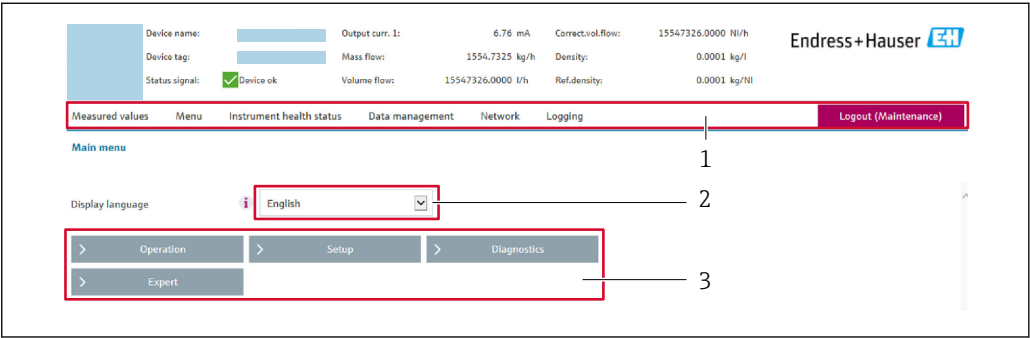 Device name: Output curr. 1: 6.76 mA Correct.vol.flow: 15547326.0000 Nl/h
Endress+Hauser EH
Device tag: Mass flow: 1554.7325 kg/h Density: 0.0001 kg/l
Status signal: Device ok Volume flow: 15547326.0000 l/h Ref.density: 0.0001 kg/Nl
Measured values Menu Instrument health status Data management Network Logging Logout (Maintenance)
1
Main menu
Display language i English 2
> Operation > Setup > Diagnostics
> Expert 3